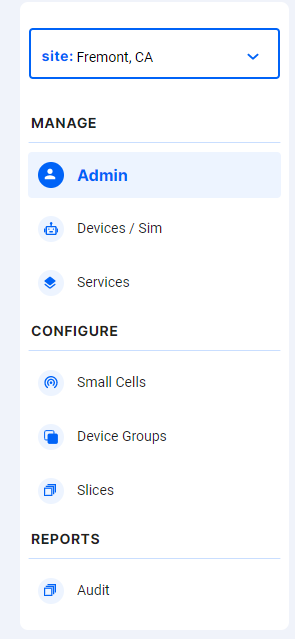 site: Fremont, CA
MANAGE
Admin
Devices / Sim
Services
CONFIGURE
Small Cells
Device Groups
Slices
REPORTS
Audit